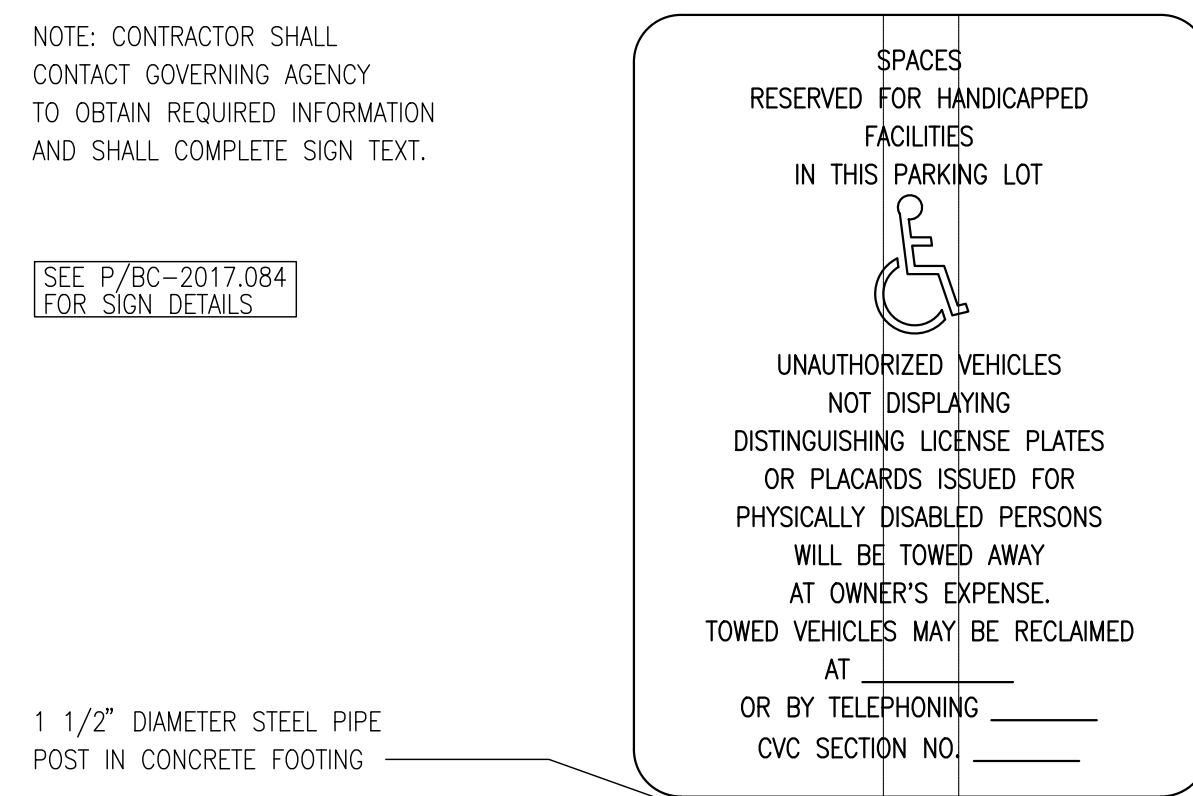 NOTE: CONTRACTOR SHALL
CONTACT GOVERNING AGENCY
TO OBTAIN REQUIRED INFORMATION
AND SHALL COMPLETE SIGN TEXT.
SEE P/BC-2017.084
FOR SIGN DETAILS
1 1/2" DIAMETER STEEL PIPE
POST IN CONCRETE FOOTING
SPACES
RESERVED FOR HANDICAPPED
FACILITIES
IN THIS PARKING LOT
UNAUTHORIZED VEHICLES
NOT DISPLAYING
DISTINGUISHING LICENSE PLATES
OR PLACARDS ISSUED FOR
PHYSICALLY DISABLED PERSONS
WILL BE TOWED AWAY
AT OWNER'S EXPENSE.
TOWED VEHICLES MAY BE RECLAIMED
AT __________
OR BY TELEPHONING _______
CVC SECTION NO. _______